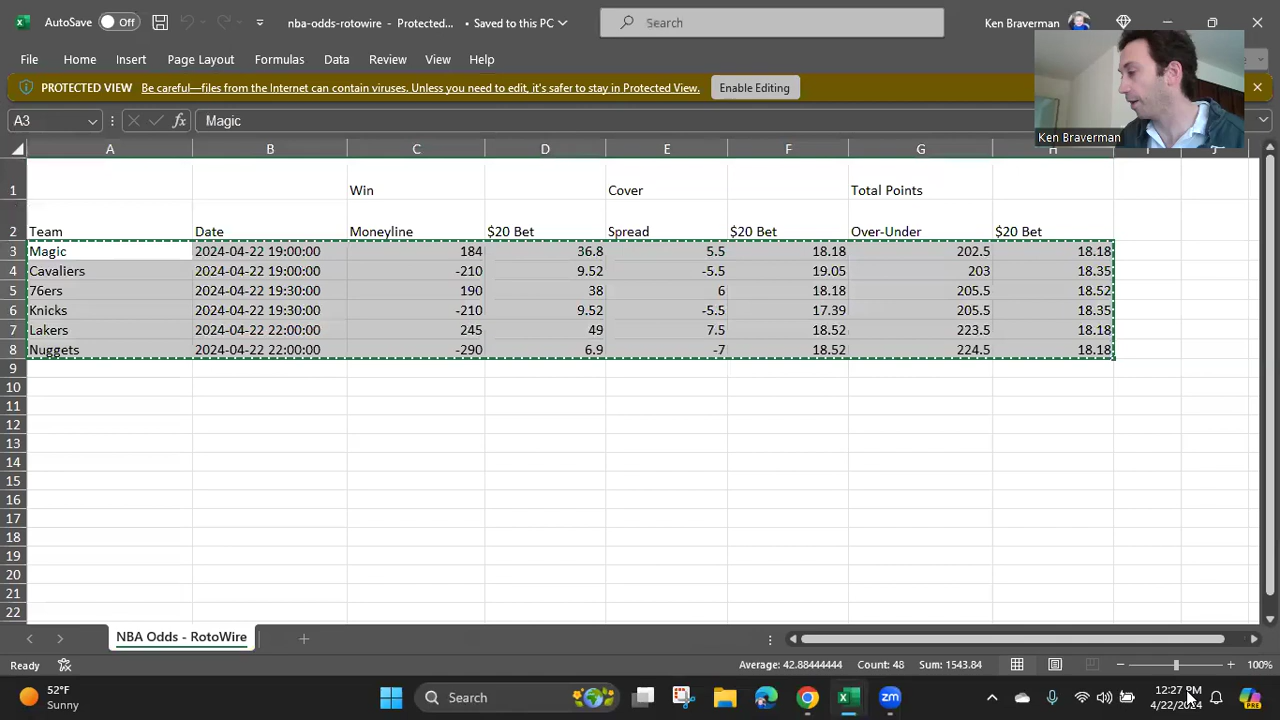 AutoSave Off nba-odds-rotowire - Protected... • Saved to this PC Search Ken Braverman
File Home Insert Page Layout Formulas Data Review View Help
PROTECTED VIEW Be careful—files from the Internet can contain viruses. Unless you need to edit, it's safer to stay in Protected View. Enable Editing
A3 fx Magic
Ken Braverman
A B C D E F G H
1 Win Cover Total Points
2 Team Date Moneyline $20 Bet Spread $20 Bet Over-Under $20 Bet
3 Magic 2024-04-22 19:00:00 184 36.8 5.5 18.18 202.5 18.18
4 Cavaliers 2024-04-22 19:00:00 -210 9.52 -5.5 19.05 203 18.35
5 76ers 2024-04-22 19:30:00 190 38 6 18.18 205.5 18.52
6 Knicks 2024-04-22 19:30:00 -210 9.52 -5.5 17.39 205.5 18.35
7 Lakers 2024-04-22 22:00:00 245 49 7.5 18.52 223.5 18.18
8 Nuggets 2024-04-22 22:00:00 -290 6.9 -7 18.52 224.5 18.18
9
10
11
12
13
14
15
16
17
18
19
20
21
22
NBA Odds - RotoWire
Ready Average: 42.88444444 Count: 48 Sum: 1543.84 100%
52°F
Sunny
Search
zm
12:27 PM
4/22/2024
PRE